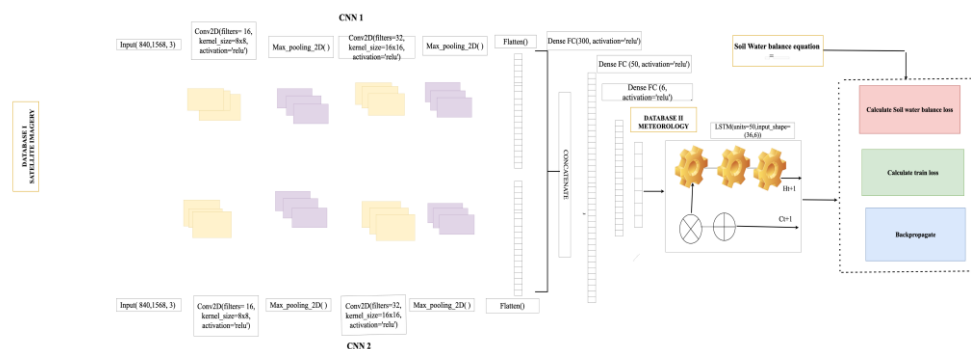 CNN 1
Input( 840,1568, 3)
Conv2D(filters= 16,
kernel_size=8x8,
activation='relu')
Max_pooling_2D( )
Conv2D(filters=32,
kernel_size=16x16,
activation='relu')
Max_pooling_2D( )
Flatten()
Dense FC(300, activation='relu')
Dense FC (50, activation='relu')
Dense FC (6,
activation='relu')
DATABASE I
SATELLITE IMAGERY
CONCATENATE
DATABASE II
METEOROLOGY
LSTM(units=50,input_shape=
(36,6))
Ht+1
Ct+1
Soil Water balance equation
=
Calculate Soil water balance loss
Calculate train loss
Backpropagate
Input( 840,1568, 3)
Conv2D(filters= 16,
kernel_size=8x8,
activation='relu')
Max_pooling_2D( )
Conv2D(filters=32,
kernel_size=16x16,
activation='relu')
Max_pooling_2D( )
Flatten()
CNN 2